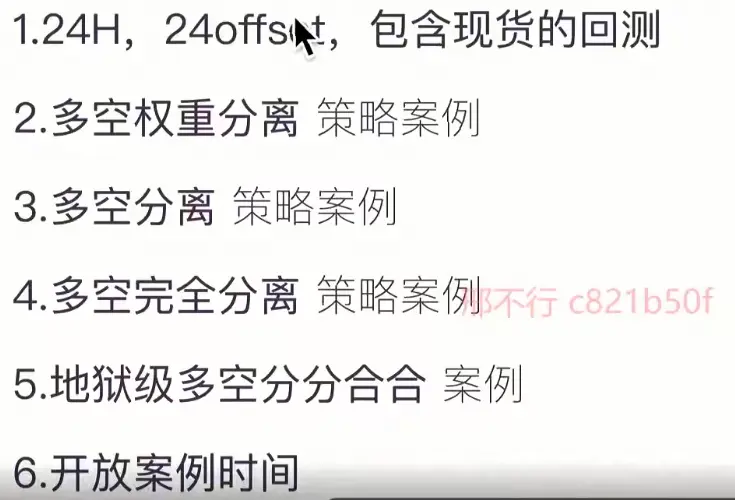 1.24H，24offset，包含现货的回测
2.多空权重分离 策略案例
3.多空分离 策略案例
4.多空完全分离 策略案例
不行 c821b50f
5.地狱级多空分分合合 案例
6.开放案例时间